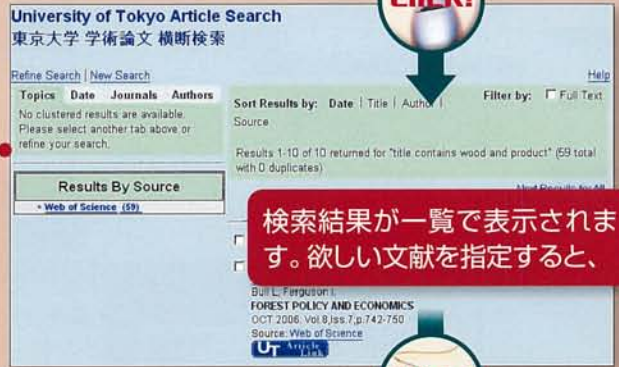 CLICK!
University of Tokyo Article Search
東京大学 学術論文 横断検索
Refine Search | New Search
Help
Topics Date Journals Authors
No clustered results are available.
Please select another tab above or
refine your search.
Results By Source
・Web of Science (59)
Sort Results by: Date | Title | Author |
Source
Filter by: Full Text
Results 1-10 of 10 returned for "title contains wood and product" (59 total
with 0 duplicates)
Next Results for All
検索結果が一覧で表示されま
す。欲しい文献を指定すると、
Bull L, Ferguson I.
FOREST POLICY AND ECONOMICS
OCT 2006; Vol.8,Iss.7;p.742-750
Source: Web of Science
UT Article
Link